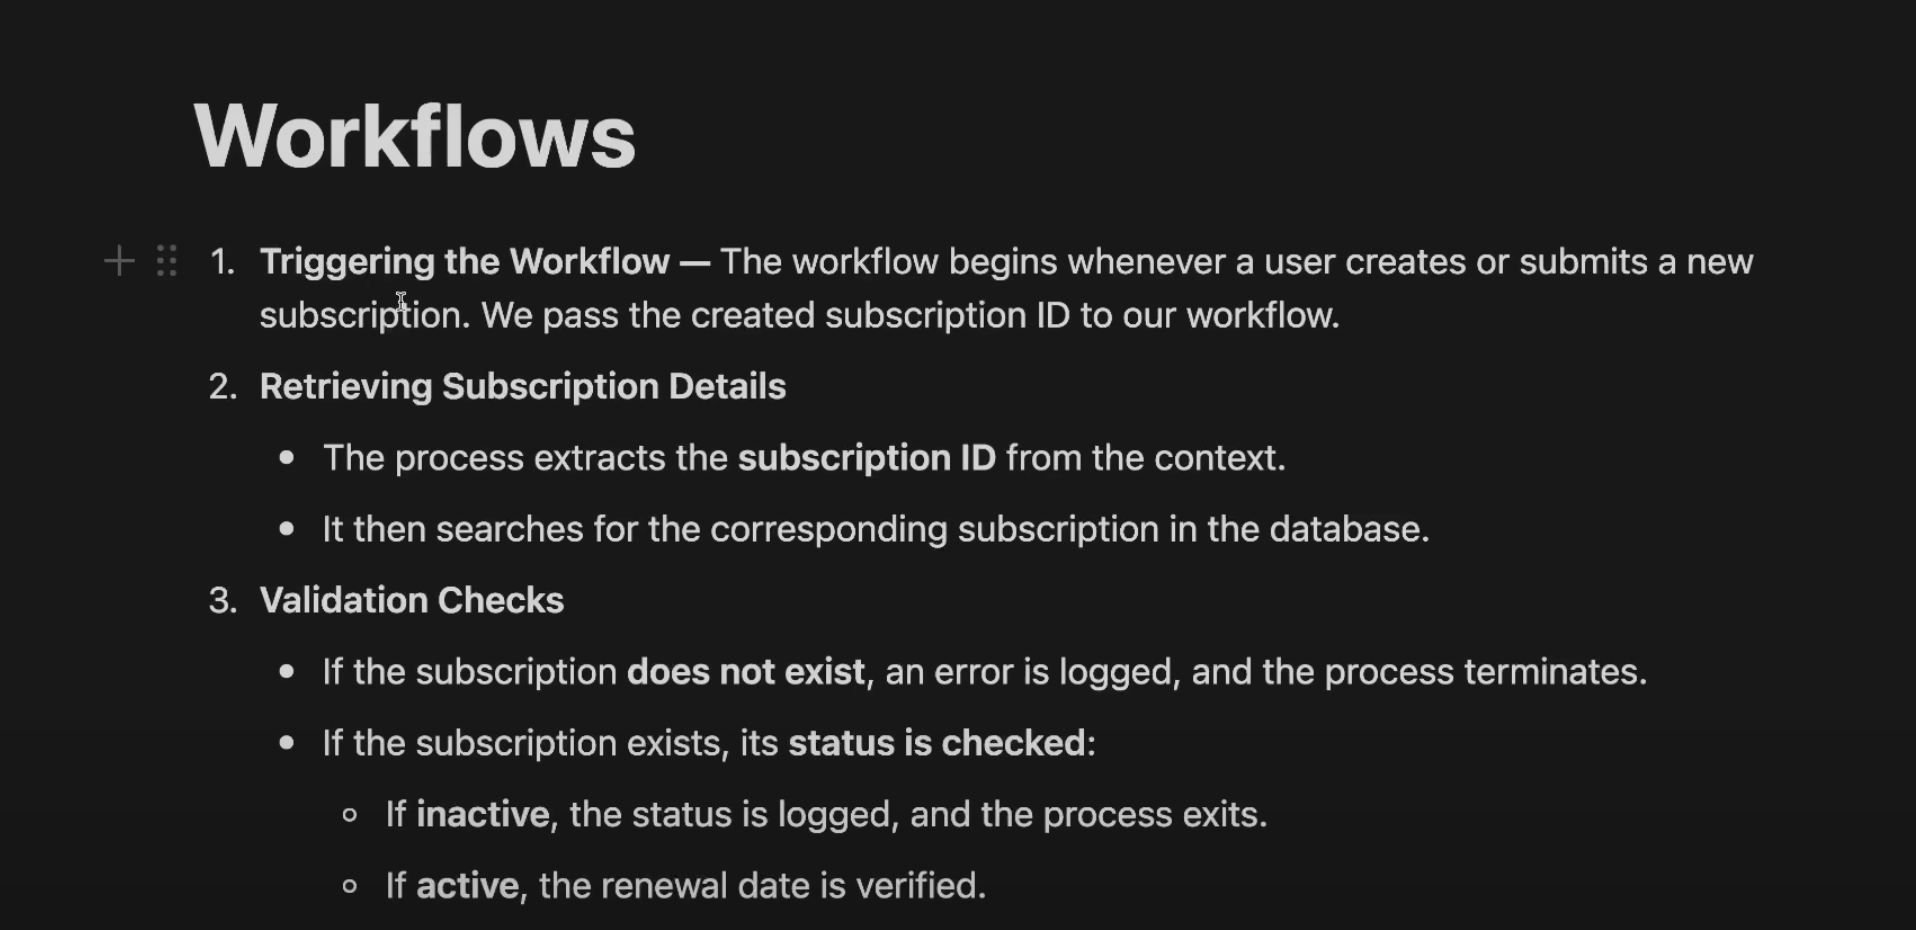 Workflows
1. Triggering the Workflow — The workflow begins whenever a user creates or submits a new
subscription. We pass the created subscription ID to our workflow.
2. Retrieving Subscription Details
• The process extracts the subscription ID from the context.
• It then searches for the corresponding subscription in the database.
3. Validation Checks
• If the subscription does not exist, an error is logged, and the process terminates.
• If the subscription exists, its status is checked:
◦ If inactive, the status is logged, and the process exits.
◦ If active, the renewal date is verified.